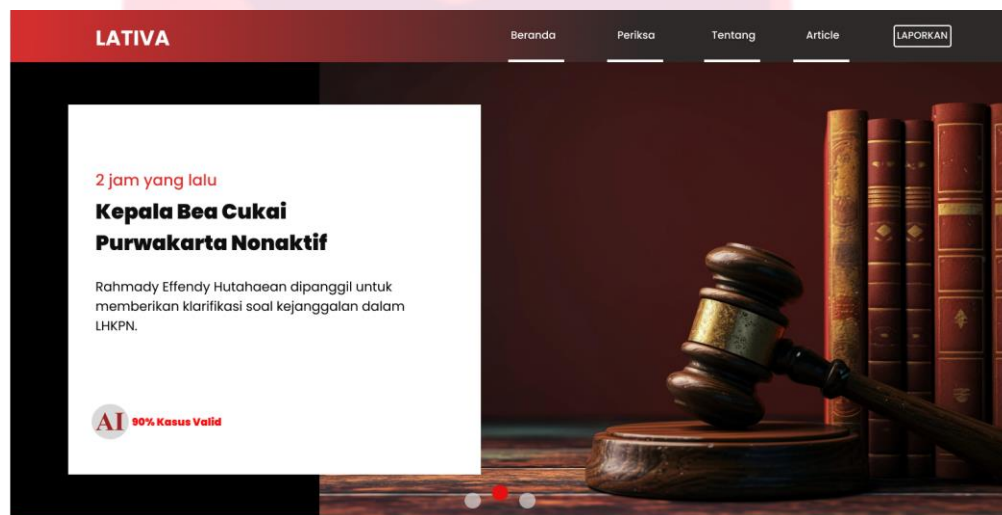 LATIVA
Beranda
Periksa
Tentang
Article
LAPORKAN
2 jam yang lalu
Kepala Bea Cukai
Purwakarta Nonaktif
Rahmady Effendy Hutahaean dipanggil untuk
memberikan klarifikasi soal kejanggalan dalam
LHKPN.
AI 90% Kasus Valid